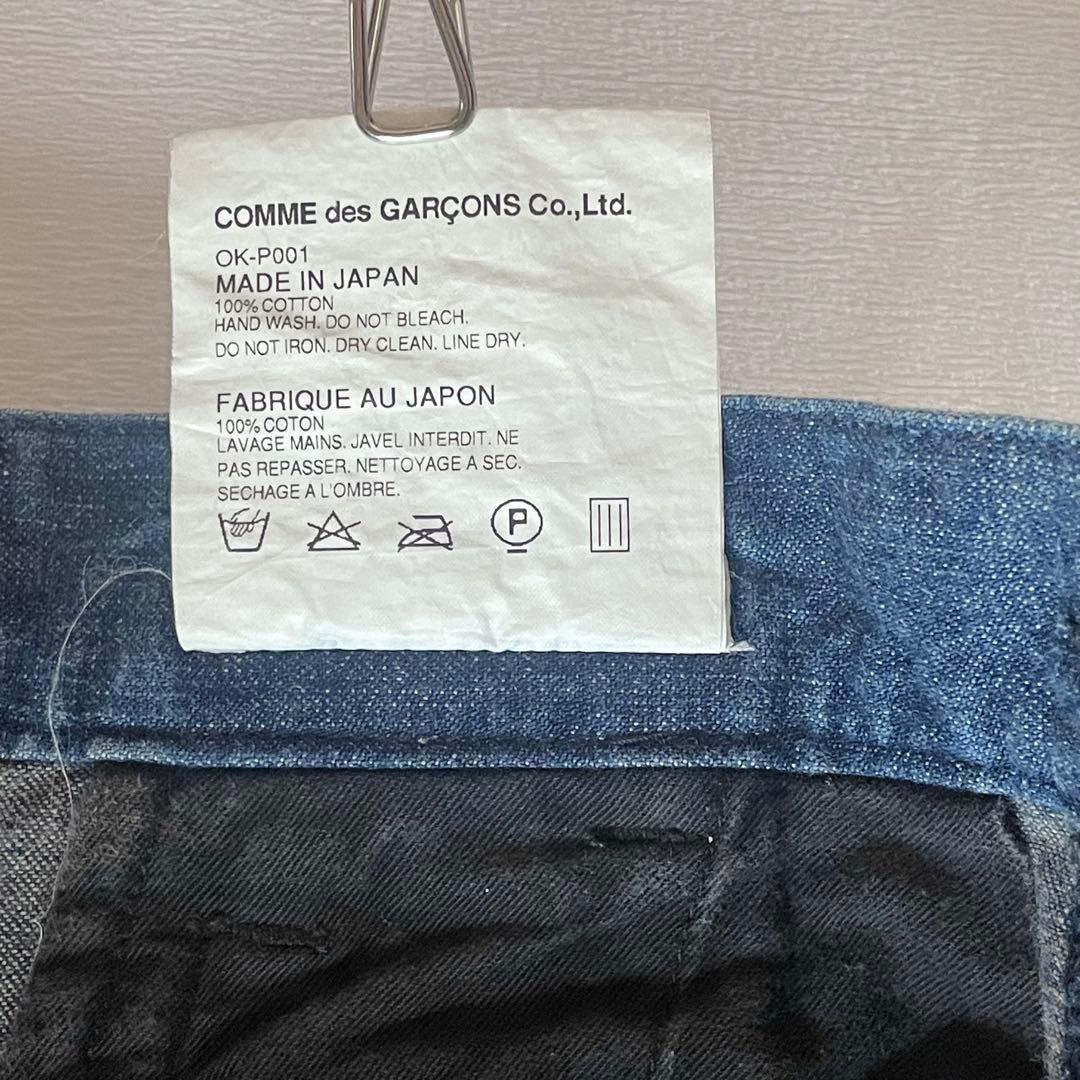 COMME des GARÇONS Co.,Ltd.
OK-P001
MADE IN JAPAN
100% COTTON
HAND WASH. DO NOT BLEACH.
DO NOT IRON. DRY CLEAN. LINE DRY.
FABRIQUE AU JAPON
100% COTON
LAVAGE MAINS. JAVEL INTERDIT. NE
PAS REPASSER. NETTOYAGE A SEC.
SECHAGE A L'OMBRE.
P